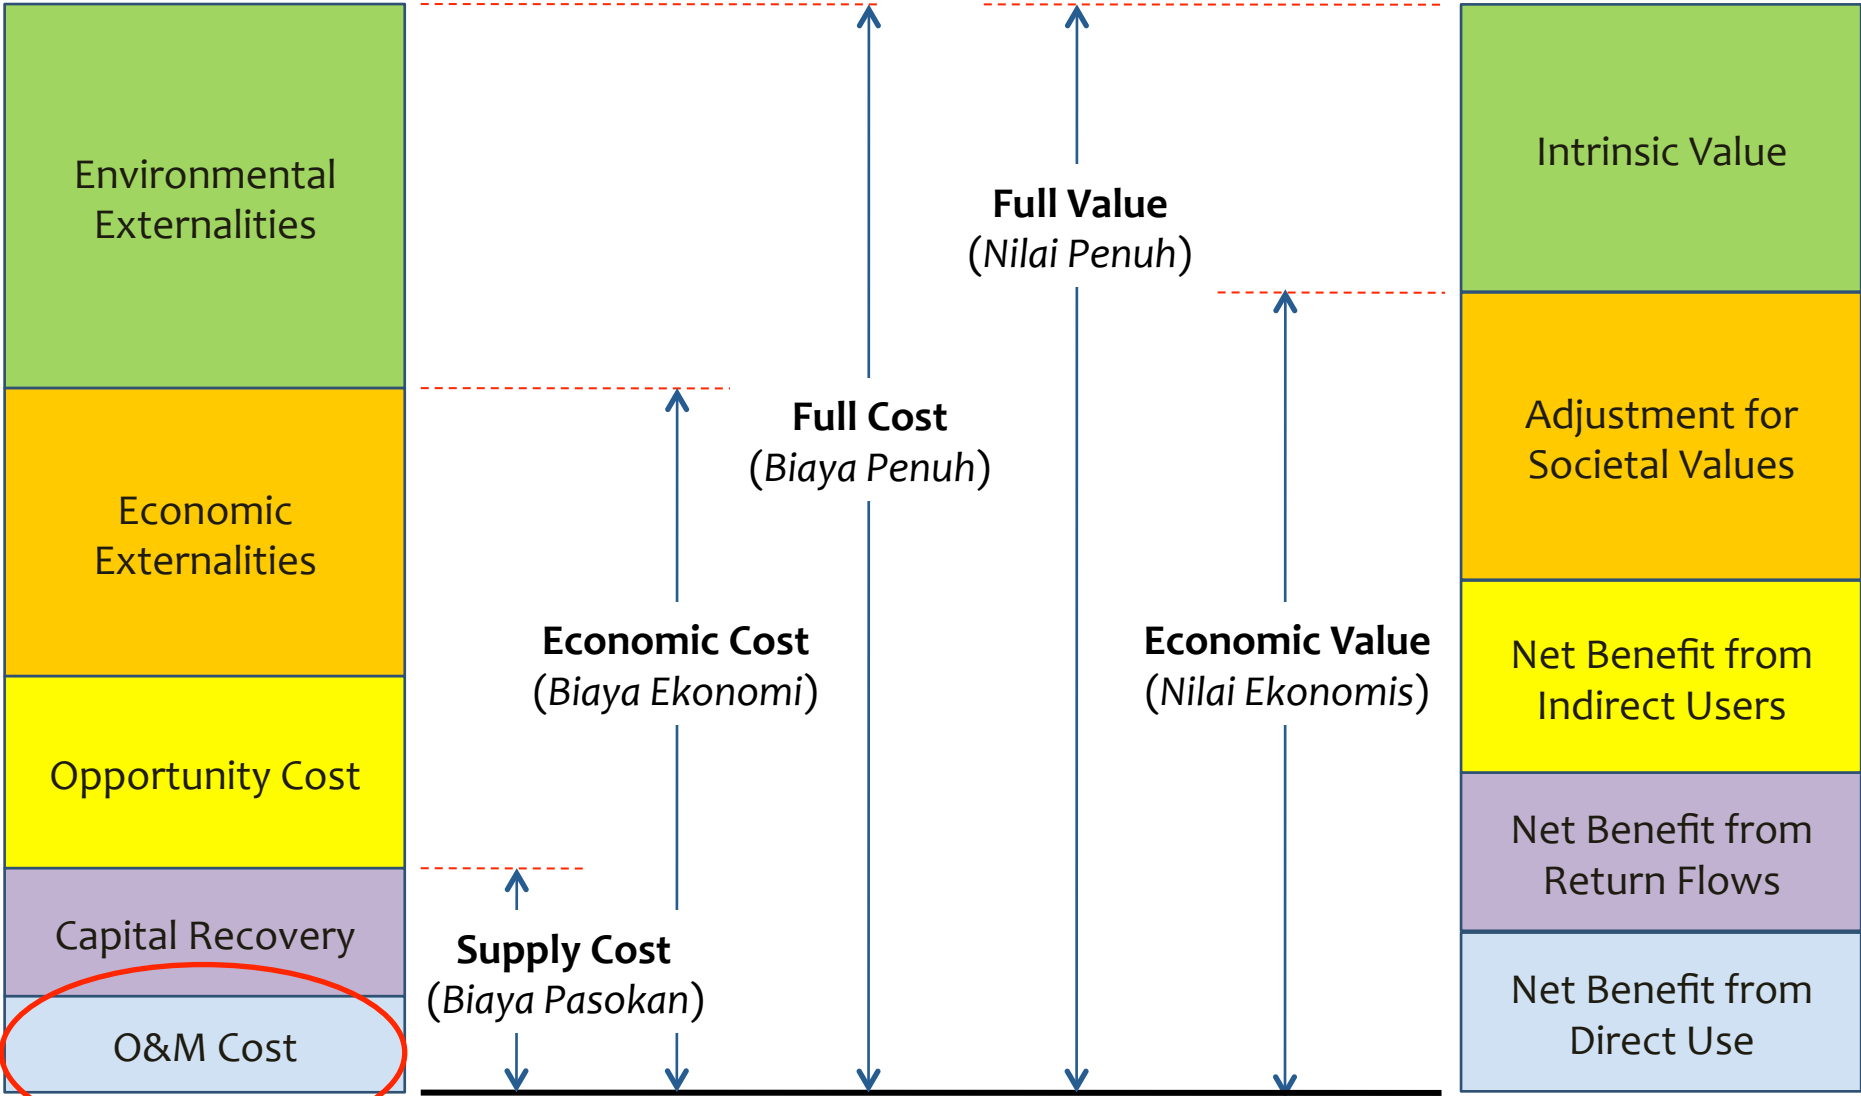 Environmental
Externalities
Economic
Externalities
Opportunity Cost
Capital Recovery
O&M Cost
Supply Cost
(Biaya Pasokan)
Economic Cost
(Biaya Ekonomi)
Full Cost
(Biaya Penuh)
Full Value
(Nilai Penuh)
Economic Value
(Nilai Ekonomis)
Intrinsic Value
Adjustment for
Societal Values
Net Benefit from
Indirect Users
Net Benefit from
Return Flows
Net Benefit from
Direct Use